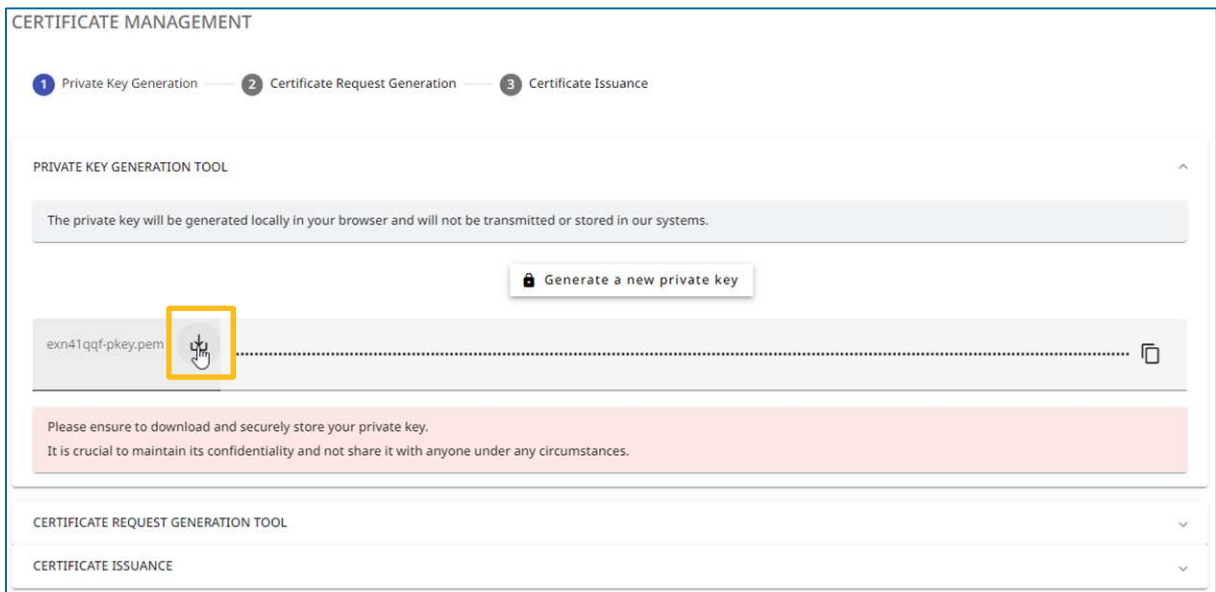 CERTIFICATE MANAGEMENT
1 Private Key Generation 2 Certificate Request Generation 3 Certificate Issuance
PRIVATE KEY GENERATION TOOL
The private key will be generated locally in your browser and will not be transmitted or stored in our systems.
Generate a new private key
exn41qqf-pkey.pem
Please ensure to download and securely store your private key.
It is crucial to maintain its confidentiality and not share it with anyone under any circumstances.
CERTIFICATE REQUEST GENERATION TOOL
CERTIFICATE ISSUANCE